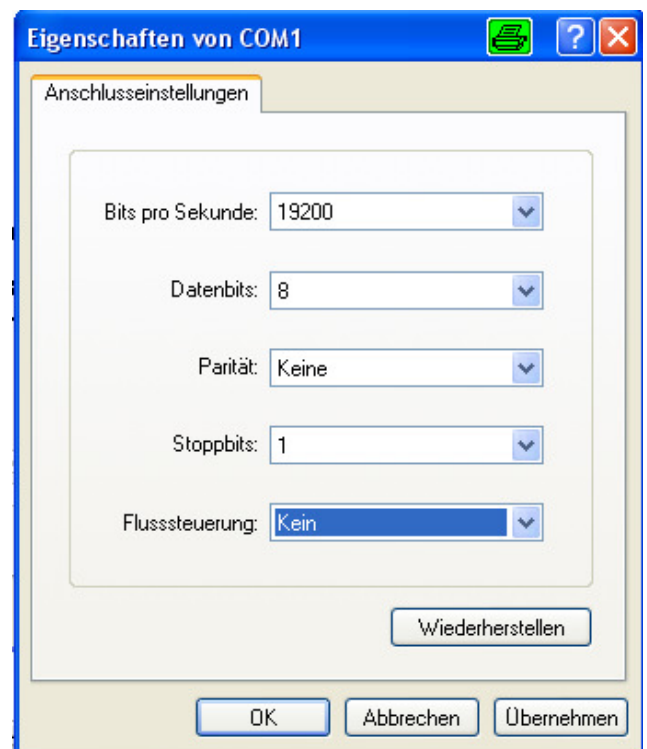 Eigenschaften von COM1
Anschlusseinstellungen
Bits pro Sekunde: 19200
Datenbits: 8
Parität: Keine
Stoppbits: 1
Flusssteuerung: Kein
Wiederherstellen
OK Abbrechen Übernehmen